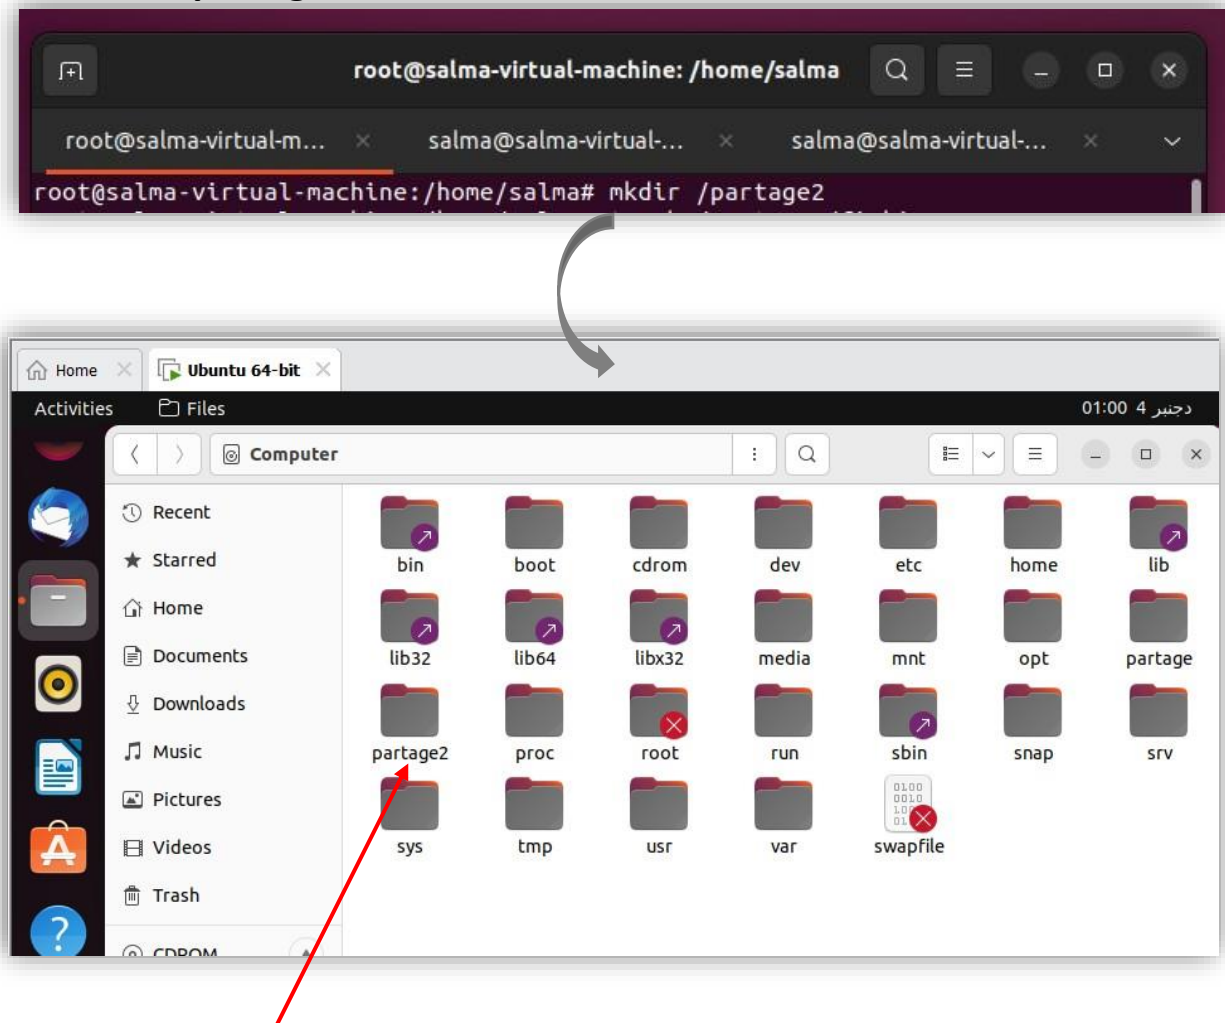 root@salma-virtual-machine: /home/salma
root@salma-virtual-m... salma@salma-virtual-... salma@salma-virtual-...
root@salma-virtual-machine:/home/salma# mkdir /partage2
Home Ubuntu 64-bit
Activities Files 01:00 4 دجنبر
Computer
Recent
Starred
Home
Documents
Downloads
Music
Pictures
Videos
Trash
CDROM
bin boot cdrom dev etc home lib
lib32 lib64 libx32 media mnt opt partage
partage2 proc root run sbin snap srv
sys tmp usr var swapfile